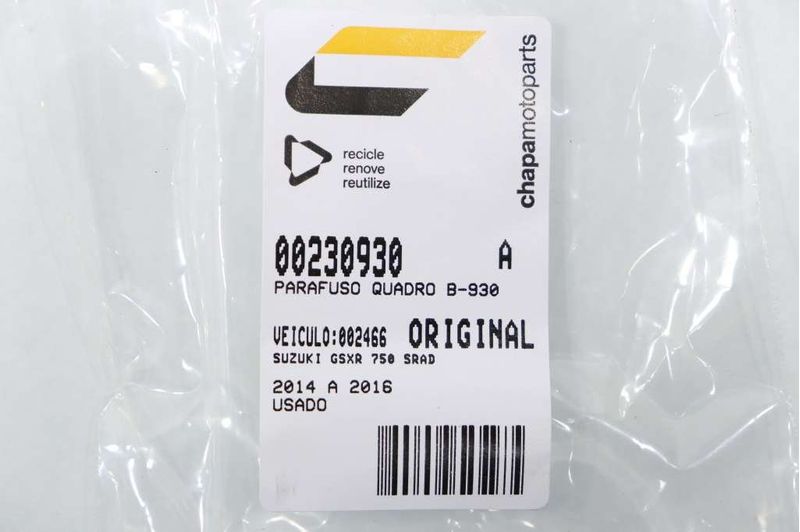 chapamotoparts
recicle
renove
reutilize
00230930 A
PARAFUSO QUADRO B-930
VEICULO:002466 ORIGINAL
SUZUKI GSXR 750 SRAD
2014 A 2016
USADO